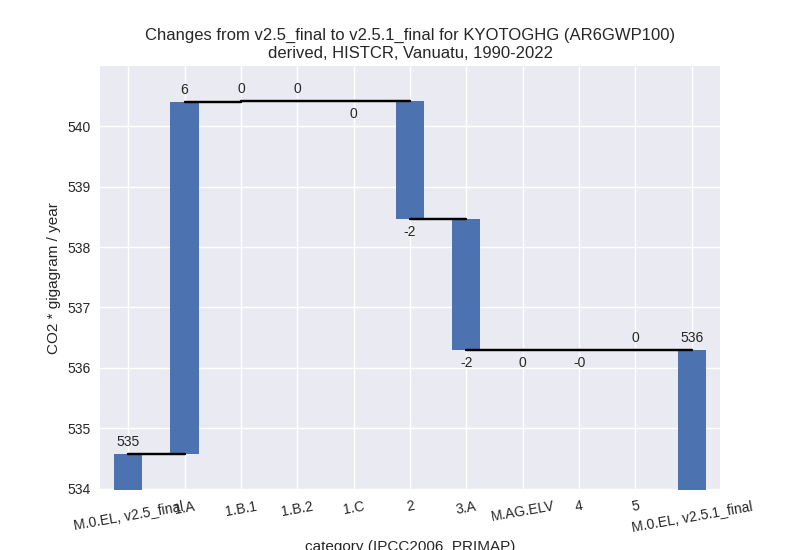 Changes from v2.5_final to v2.5.1_final for KYOTOGHG (AR6GWP100)
derived, HISTCR, Vanuatu, 1990-2022
CO2 * gigagram / year
540
539
538
537
536
535
534
535
6
0
0
0
-2
-2
0
-0
0
536
M.0.EL, v2.5_final
1.A
1.B.1
1.B.2
1.C
2
3.A
M.AG.ELV
4
5
M.0.EL, v2.5.1_final
category (IPCC2006_PRIMAP)